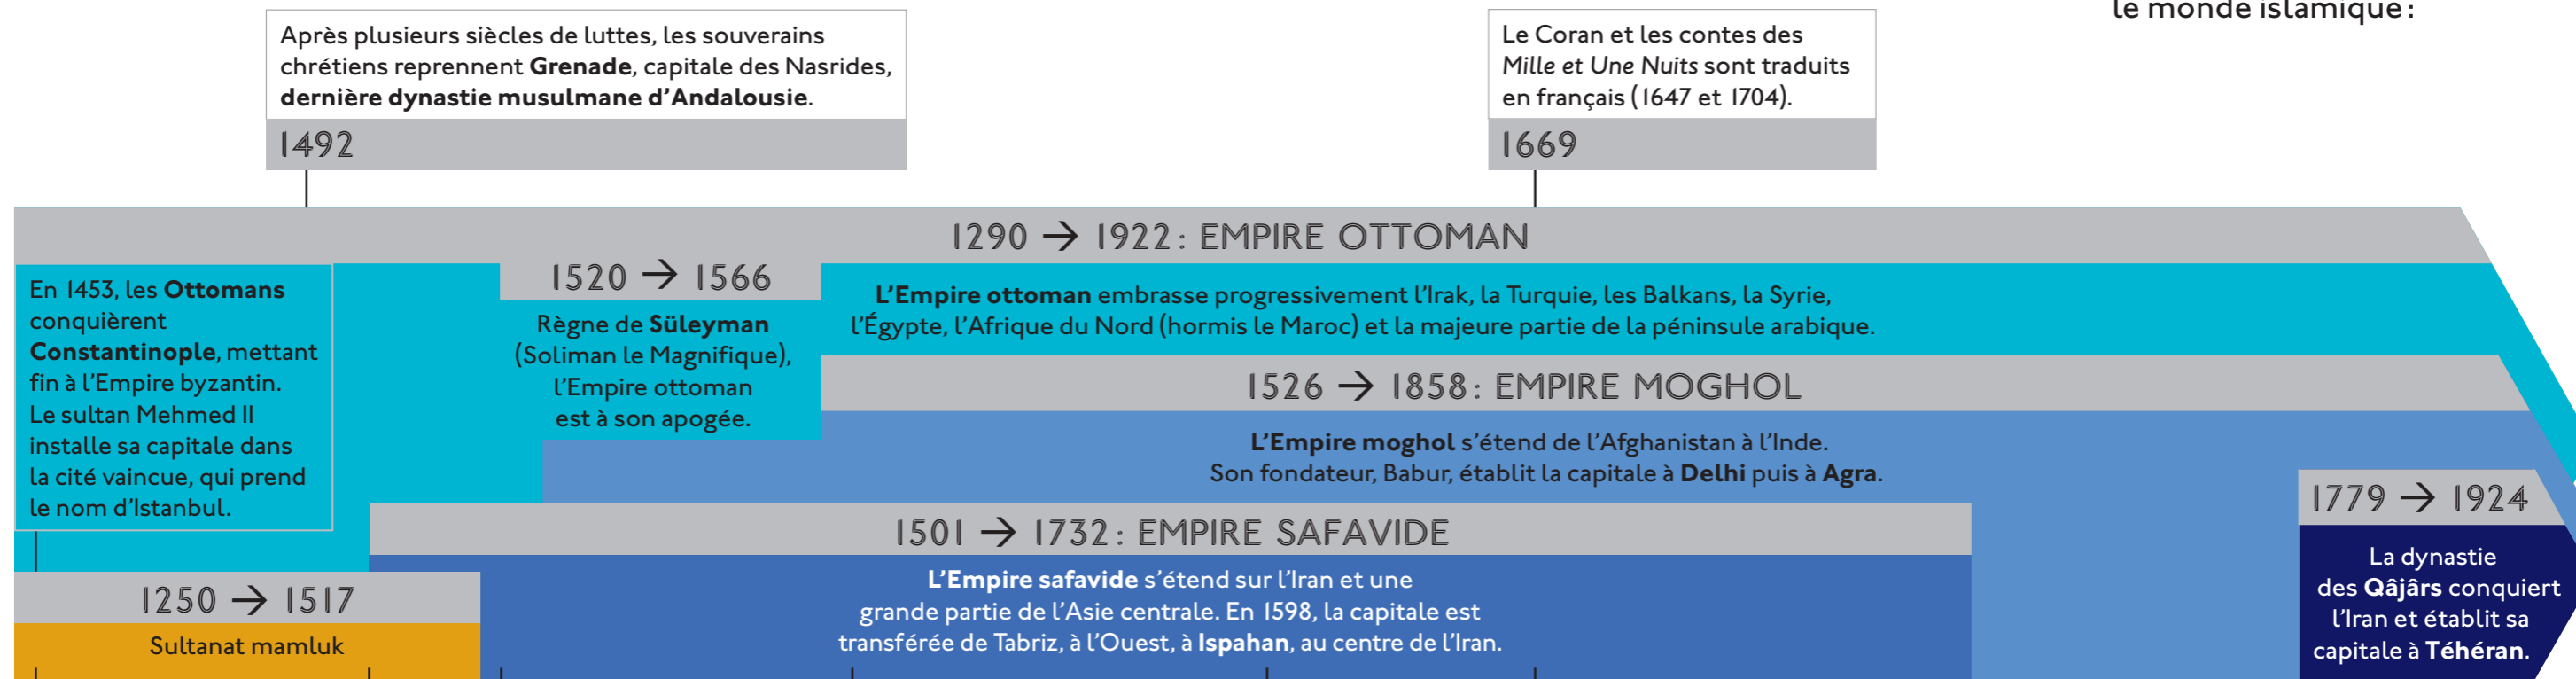 le monde islamique :
Après plusieurs siècles de luttes, les souverains
chrétiens reprennent Grenade, capitale des Nasrides,
dernière dynastie musulmane d’Andalousie.
1492
Le Coran et les contes des
Mille et Une Nuits sont traduits
en français (1647 et 1704).
1669
1290 → 1922 : EMPIRE OTTOMAN
En 1453, les Ottomans
conquièrent
Constantinople, mettant
fin à l’Empire byzantin.
Le sultan Mehmed II
installe sa capitale dans
la cité vaincue, qui prend
le nom d’Istanbul.
1520 → 1566
Règne de Süleyman
(Soliman le Magnifique),
l’Empire ottoman
est à son apogée.
L’Empire ottoman embrasse progressivement l’Irak, la Turquie, les Balkans, la Syrie,
l’Égypte, l’Afrique du Nord (hormis le Maroc) et la majeure partie de la péninsule arabique.
1526 → 1858 : EMPIRE MOGHOL
L’Empire moghol s’étend de l’Afghanistan à l’Inde.
Son fondateur, Babur, établit la capitale à Delhi puis à Agra.
1501 → 1732 : EMPIRE SAFAVIDE
L’Empire safavide s’étend sur l’Iran et une
grande partie de l’Asie centrale. En 1598, la capitale est
transférée de Tabriz, à l’Ouest, à Ispahan, au centre de l’Iran.
1779 → 1924
La dynastie
des Qâjârs conquiert
l’Iran et établit sa
capitale à Téhéran.
1250 → 1517
Sultanat mamluk